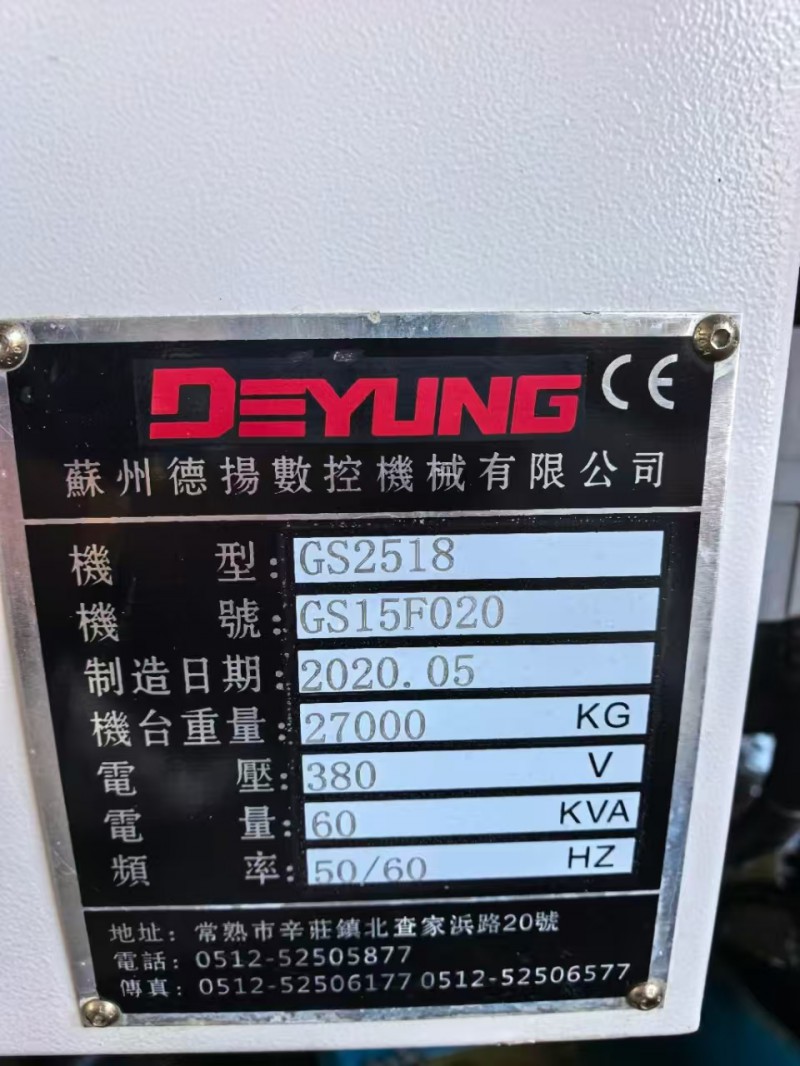 DEYUNG CE
蘇州德揚數控機械有限公司
機型: GS2518
機號: GS15F020
制造日期: 2020.05
機台重量: 27000 KG
電壓: 380 V
電量: 60 KVA
頻率: 50/60 HZ
地址: 常熟市辛莊鎮北查家浜路20號
電話: 0512-52505877
傳真: 0512-52506177 0512-52506577